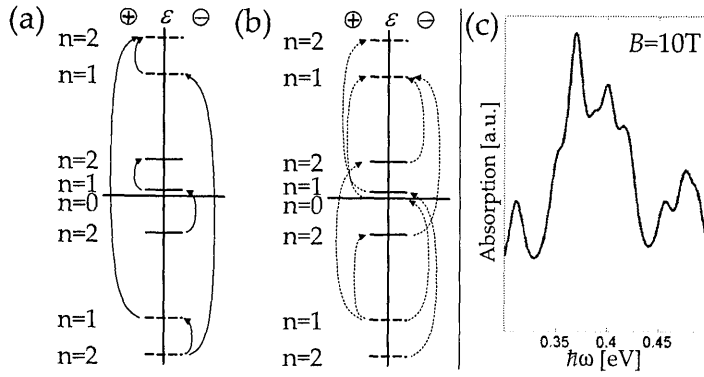 (a)
⊕ ε ⊖
n=2
n=1
n=2
n=1
n=0
n=2
n=1
n=2
(b)
⊕ ε ⊖
n=2
n=1
n=2
n=1
n=0
n=2
n=1
n=2
(c)
B=10T
Absorption [a.u.]
0.35 0.4 0.45
ħω [eV]